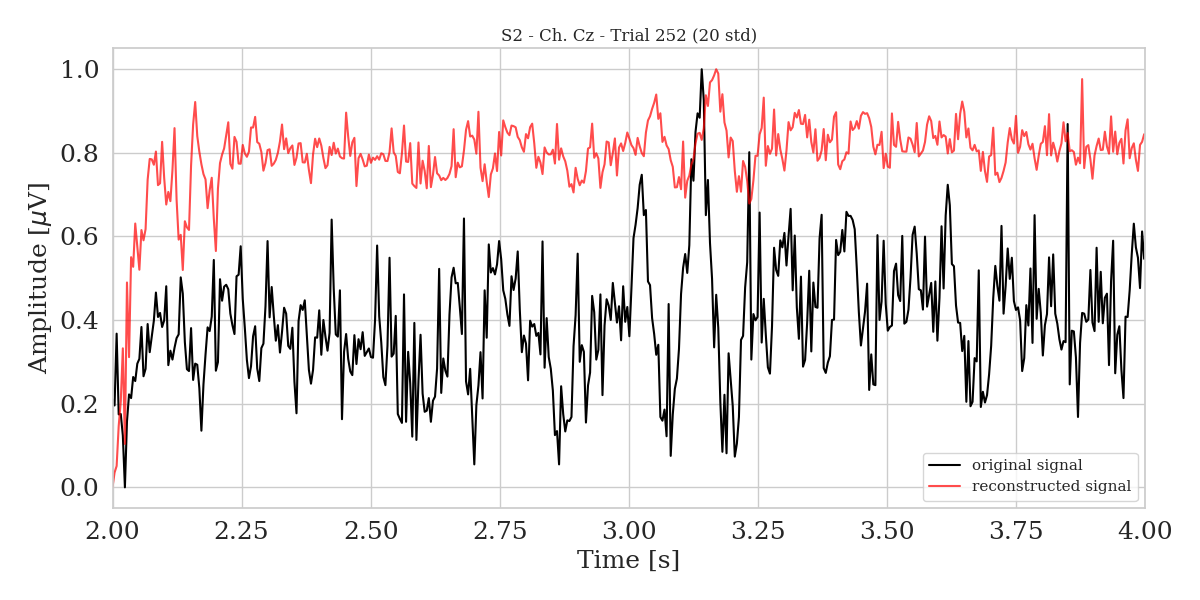 S2 - Ch. Cz - Trial 252 (20 std)
Amplitude [μV]
1.0
0.8
0.6
0.4
0.2
0.0
original signal
reconstructed signal
2.00 2.25 2.50 2.75 3.00 3.25 3.50 3.75 4.00
Time [s]